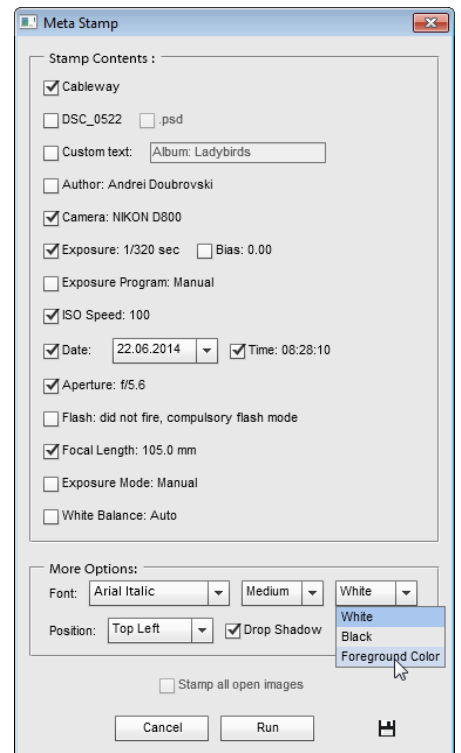 Meta Stamp
Stamp Contents :
Cableway
DSC_0522 .psd
Custom text: Album: Ladybirds
Author: Andrei Doubrovski
Camera: NIKON D800
Exposure: 1/320 sec Bias: 0.00
Exposure Program: Manual
ISO Speed: 100
Date: 22.06.2014 Time: 08:28:10
Aperture: f/5.6
Flash: did not fire, compulsory flash mode
Focal Length: 105.0 mm
Exposure Mode: Manual
White Balance: Auto
More Options:
Font: Arial Italic Medium White
White
Position: Top Left Drop Shadow Black
Foreground Color
Stamp all open images
Cancel Run